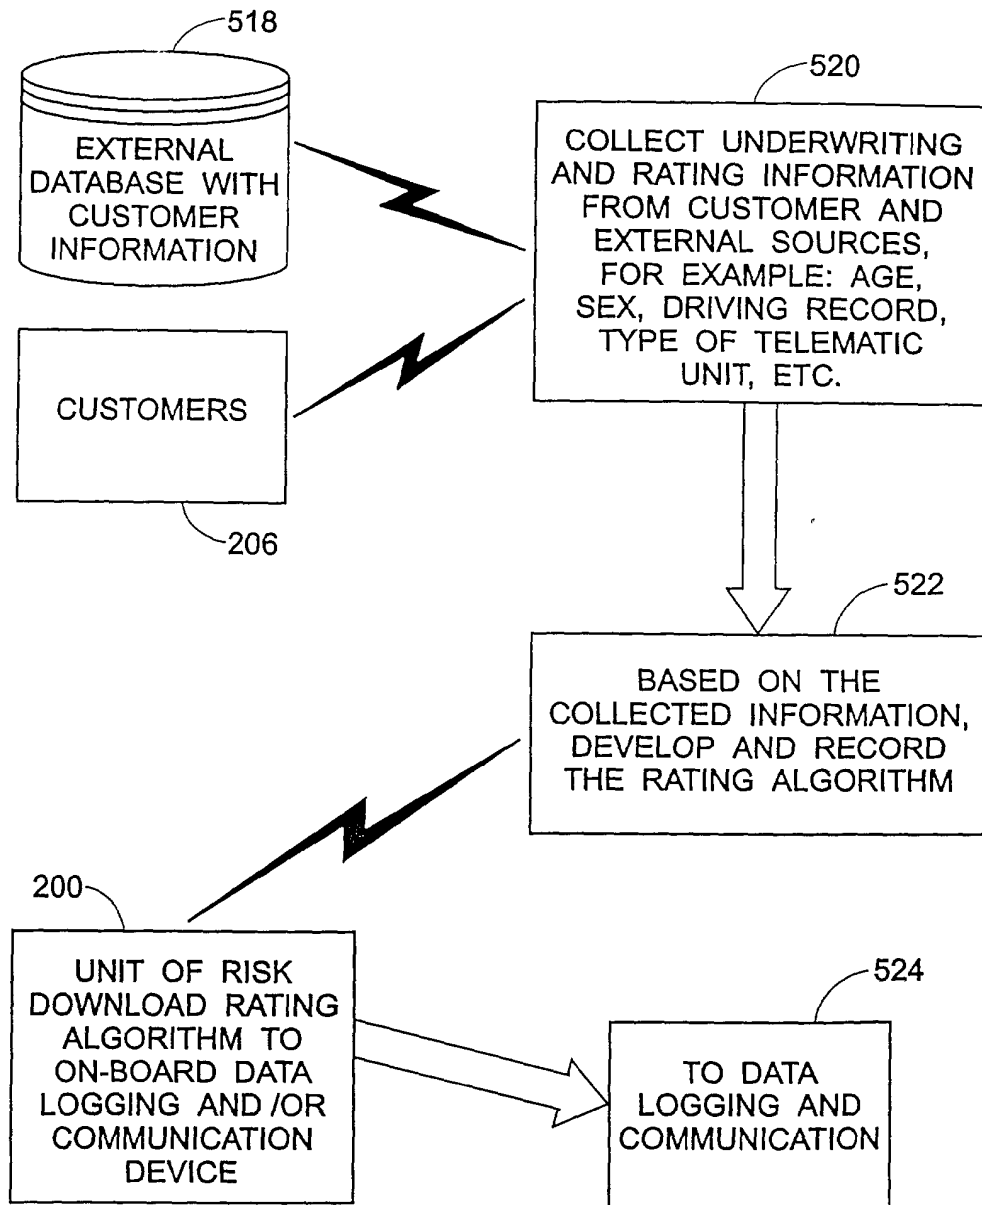 518
EXTERNAL
DATABASE WITH
CUSTOMER
INFORMATION
520
COLLECT UNDERWRITING
AND RATING INFORMATION
FROM CUSTOMER AND
EXTERNAL SOURCES,
FOR EXAMPLE: AGE,
SEX, DRIVING RECORD,
TYPE OF TELEMATIC
UNIT, ETC.
CUSTOMERS
206
522
BASED ON THE
COLLECTED INFORMATION,
DEVELOP AND RECORD
THE RATING ALGORITHM
200
UNIT OF RISK
DOWNLOAD RATING
ALGORITHM TO
ON-BOARD DATA
LOGGING AND /OR
COMMUNICATION
DEVICE
524
TO DATA
LOGGING AND
COMMUNICATION